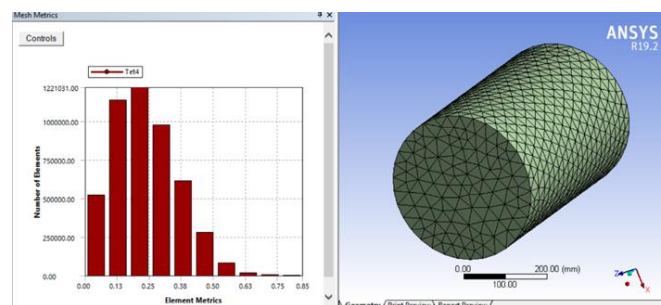 Mesh Metrics
Controls
Tet4
1221031.00
1000000.00
750000.00
500000.00
250000.00
0.00
Number of Elements
0.00 0.13 0.25 0.38 0.50 0.63 0.75 0.85
Element Metrics
ANSYS
R19.2
0.00 200.00 (mm)
100.00
Z
X
Geometry Print Preview Report Preview